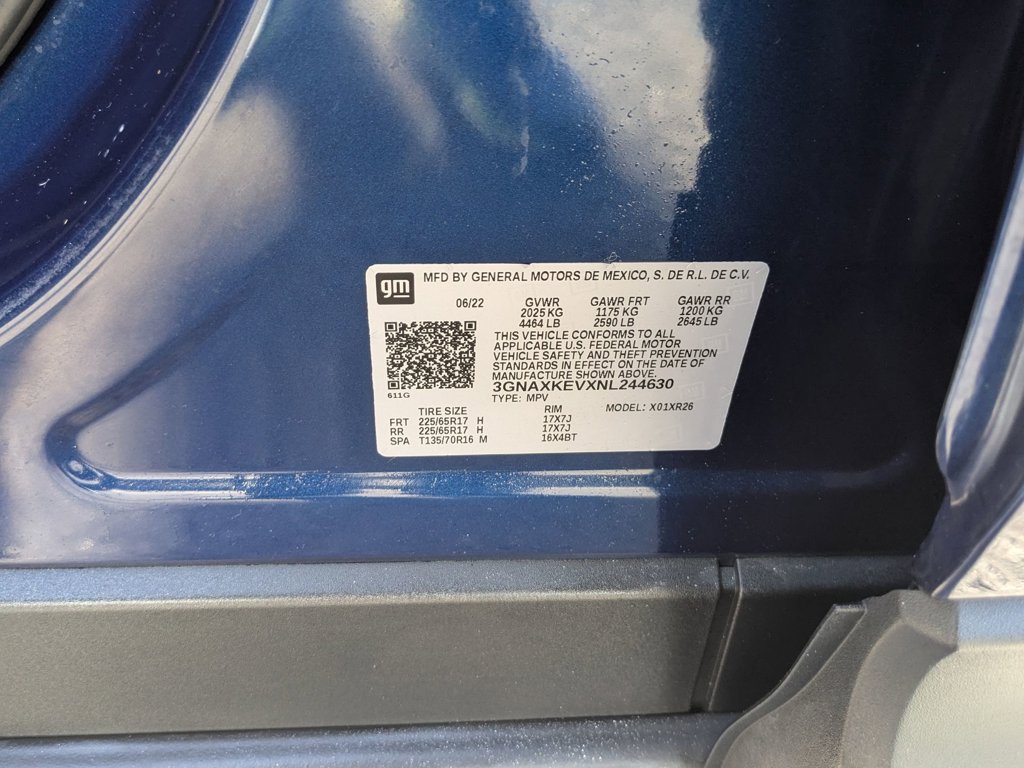 gm MFD BY GENERAL MOTORS DE MEXICO, S. DE R.L. DE C.V.
06/22 GVWR GAWR FRT GAWR RR
2025 KG 1175 KG 1200 KG
4464 LB 2590 LB 2645 LB
THIS VEHICLE CONFORMS TO ALL
APPLICABLE U.S. FEDERAL MOTOR
VEHICLE SAFETY AND THEFT PREVENTION
STANDARDS IN EFFECT ON THE DATE OF
MANUFACTURE SHOWN ABOVE.
3GNAXKEVXNL244630
611G
TYPE: MPV
TIRE SIZE RIM MODEL: X01XR26
FRT 225/65R17 H 17X7J
RR 225/65R17 H 17X7J
SPA T135/70R16 M 16X4BT